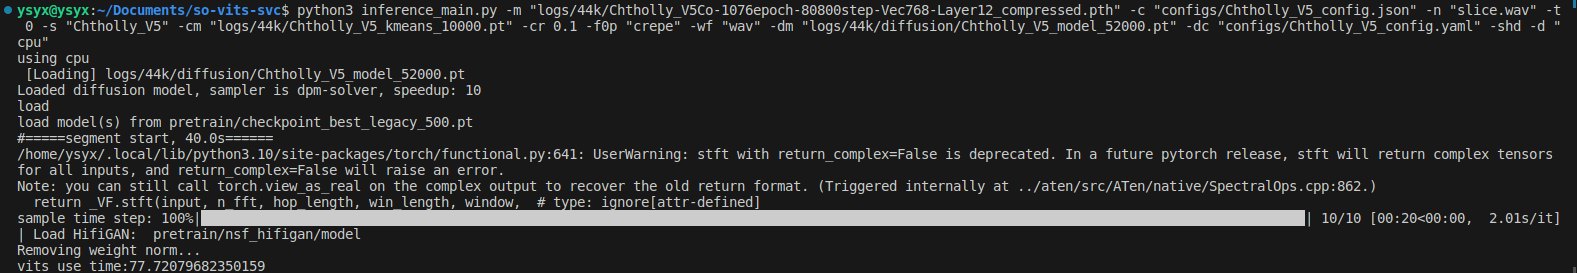 ysyx@ysyx:~/Documents/so-vits-svc$ python3 inference_main.py -m "logs/44k/Chtholly_V5Co-1076epoch-80800step-Vec768-Layer12_compressed.pth" -c "configs/Chtholly_V5_config.json" -n "slice.wav" -t
0 -s "Chtholly_V5" -cm "logs/44k/Chtholly_V5_kmeans_10000.pt" -cr 0.1 -f0p "crepe" -wf "wav" -dm "logs/44k/diffusion/Chtholly_V5_model_52000.pt" -dc "configs/Chtholly_V5_config.yaml" -shd -d "
cpu"
using cpu
[Loading] logs/44k/diffusion/Chtholly_V5_model_52000.pt
Loaded diffusion model, sampler is dpm-solver, speedup: 10
load
load model(s) from pretrain/checkpoint_best_legacy_500.pt
#=====segment start, 40.0s======
/home/ysyx/.local/lib/python3.10/site-packages/torch/functional.py:641: UserWarning: stft with return_complex=False is deprecated. In a future pytorch release, stft will return complex tensors
for all inputs, and return_complex=False will raise an error.
Note: you can still call torch.view_as_real on the complex output to recover the old return format. (Triggered internally at ../aten/src/ATen/native/SpectralOps.cpp:862.)
return _VF.stft(input, n_fft, hop_length, win_length, window,  # type: ignore[attr-defined]
sample time step: 100%| | 10/10 [00:20<00:00,  2.01s/it]
| Load HifiGAN:  pretrain/nsf_hifigan/model
Removing weight norm...
vits use time:77.72079682350159